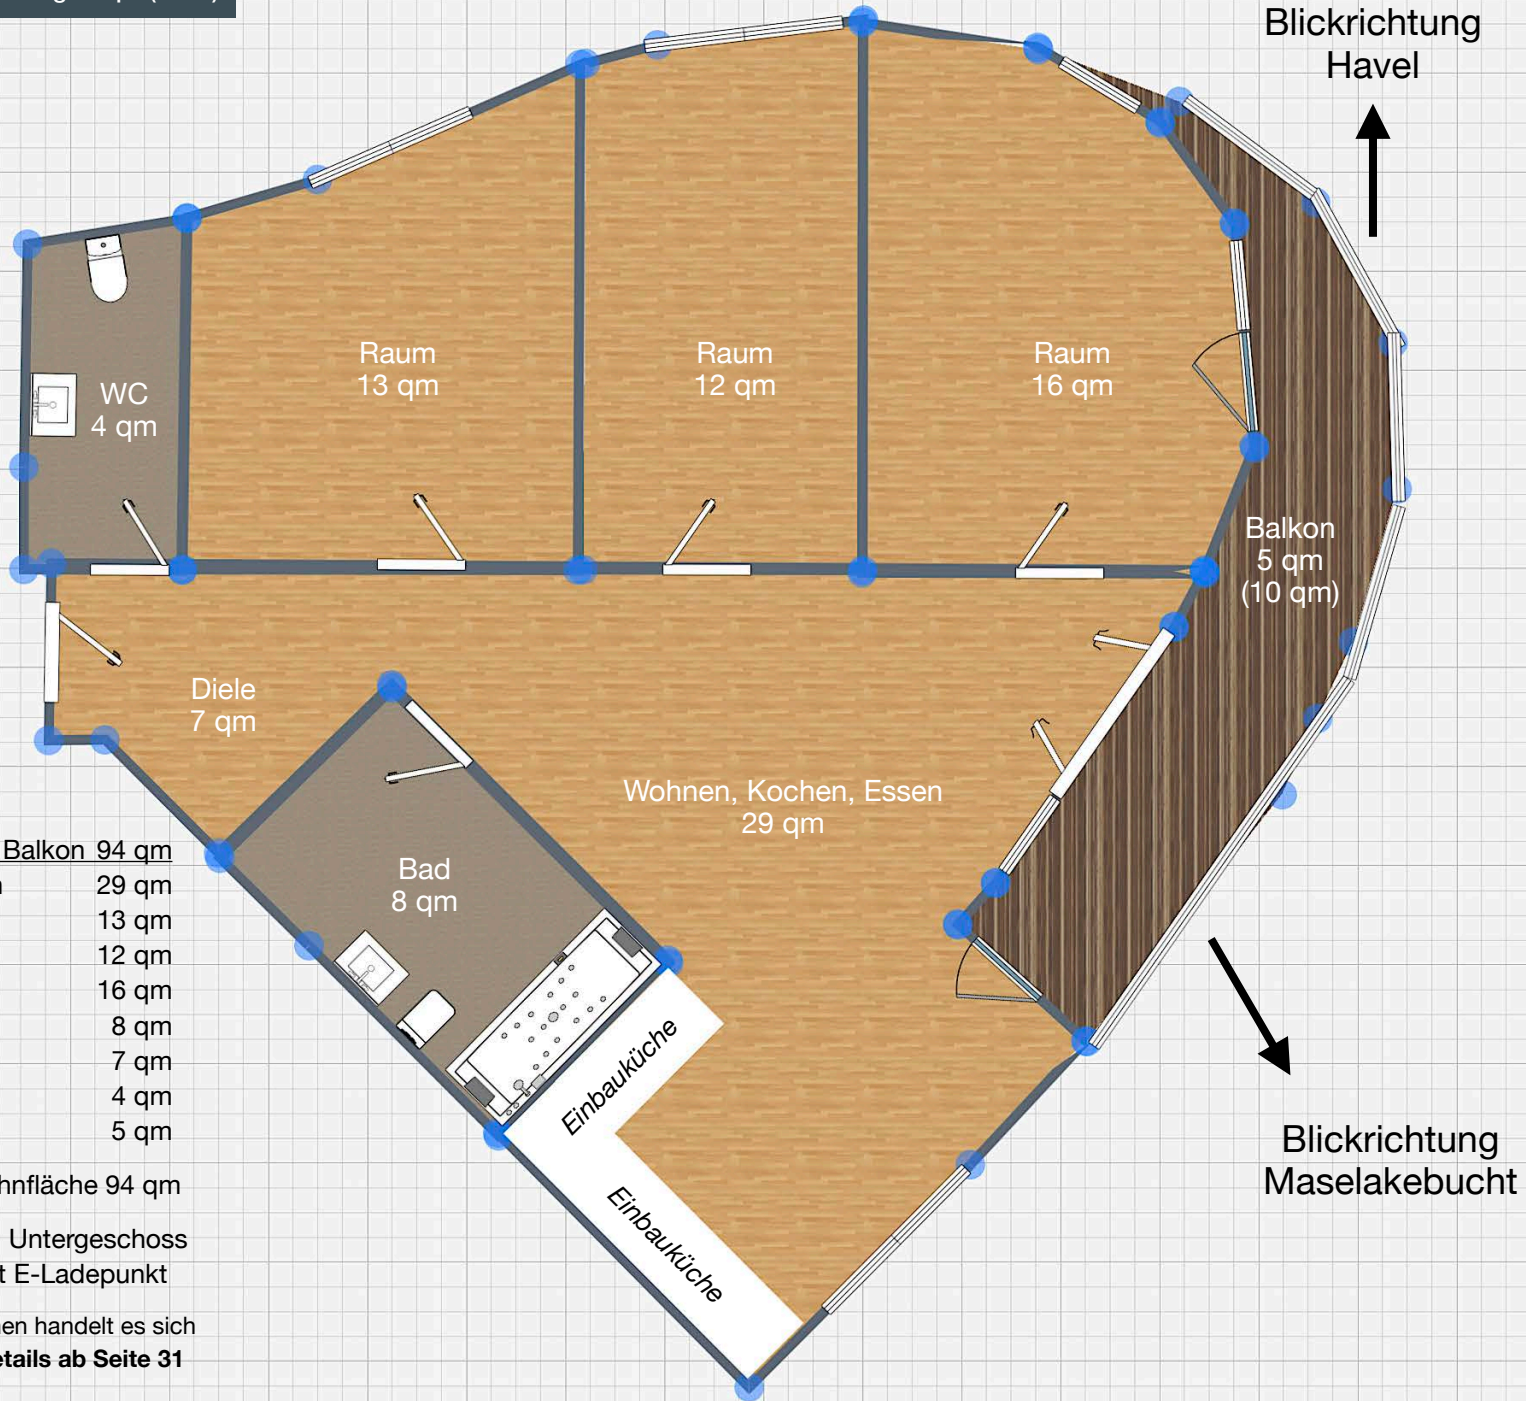 Blickrichtung
Havel
Raum
13 qm
Raum
12 qm
Raum
16 qm
WC
4 qm
Balkon
5 qm
(10 qm)
Diele
7 qm
Wohnen, Kochen, Essen
29 qm
Bad
8 qm
Balkon 94 qm
29 qm
13 qm
12 qm
16 qm
8 qm
7 qm
4 qm
5 qm
Einbauküche
Einbauküche
Blickrichtung
Maselakebucht
94 qm
Untergeschoss
E-Ladepunkt
handelt es sich
ab Seite 31